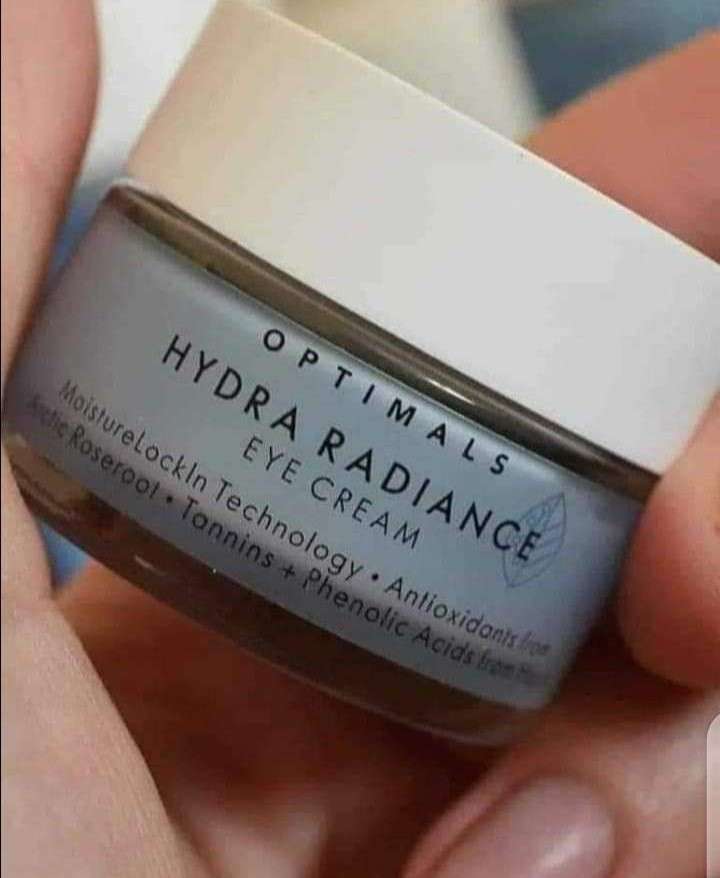 OPTIMALS
HYDRA RADIANCE
EYE CREAM
MoistureLockIn Technology • Antioxidants from
Arctic Roseroot • Tannins + Phenolic Acids from